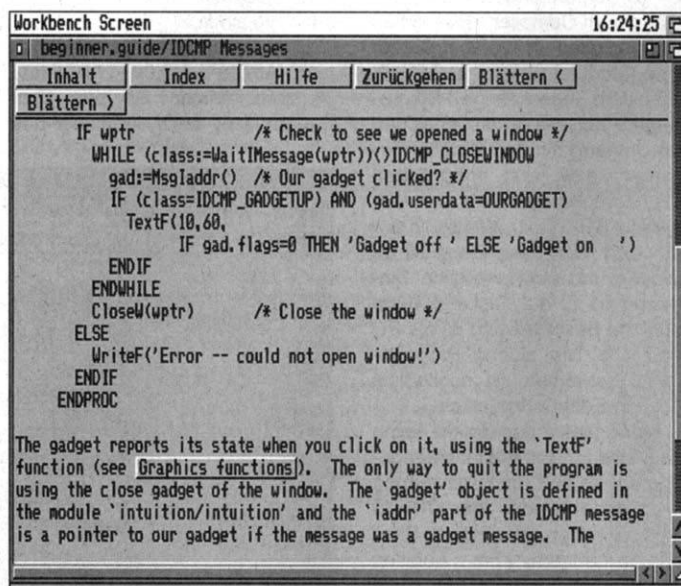 Workbench Screen 16:24:25
beginner.guide/IDCMP Messages
Inhalt Index Hilfe Zurückgehen Blättern <
Blättern >
IF wptr /* Check to see we opened a window */
WHILE (class:=WaitIMessage(wptr))<>IDCMP_CLOSEWINDOW
gad:=MsgIaddr() /* Our gadget clicked? */
IF (class=IDCMP_GADGETUP) AND (gad.userdata=OURGADGET)
TextF(10,60,
IF gad.flags=0 THEN 'Gadget off ' ELSE 'Gadget on  ')
ENDIF
ENDWHILE
CloseW(wptr) /* Close the window */
ELSE
WriteF('Error -- could not open window!')
ENDIF
ENDPROC
The gadget reports its state when you click on it, using the `TextF'
function (see Graphics functions). The only way to quit the program is
using the close gadget of the window. The `gadget' object is defined in
the module `intuition/intuition' and the `iaddr' part of the IDCMP message
is a pointer to our gadget if the message was a gadget message. The